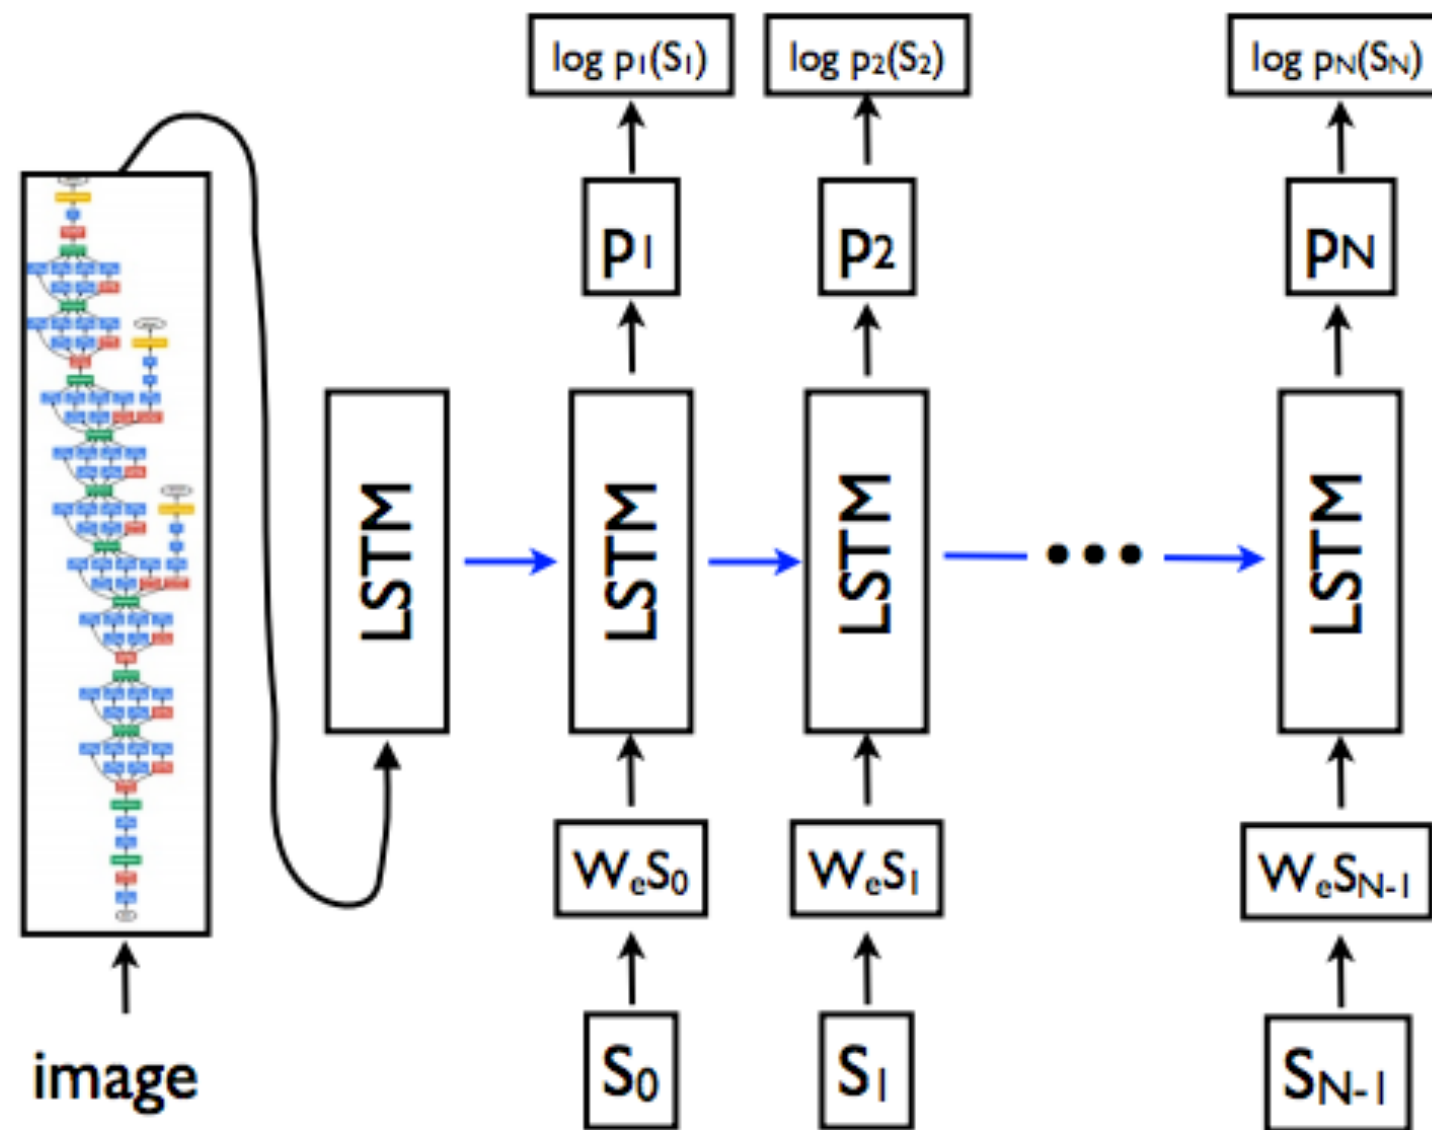 log p₁(S₁) log p₂(S₂) log pN(SN)
p₁ p₂ pN
LSTM LSTM LSTM LSTM
WₑS₀ WₑS₁ WₑSN-1
image S₀ S₁ SN-1